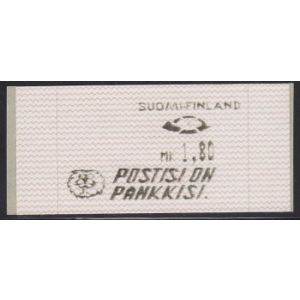 SUOMI-FINLAND
MK 1,80
POSTISI ON
PANKKISI.